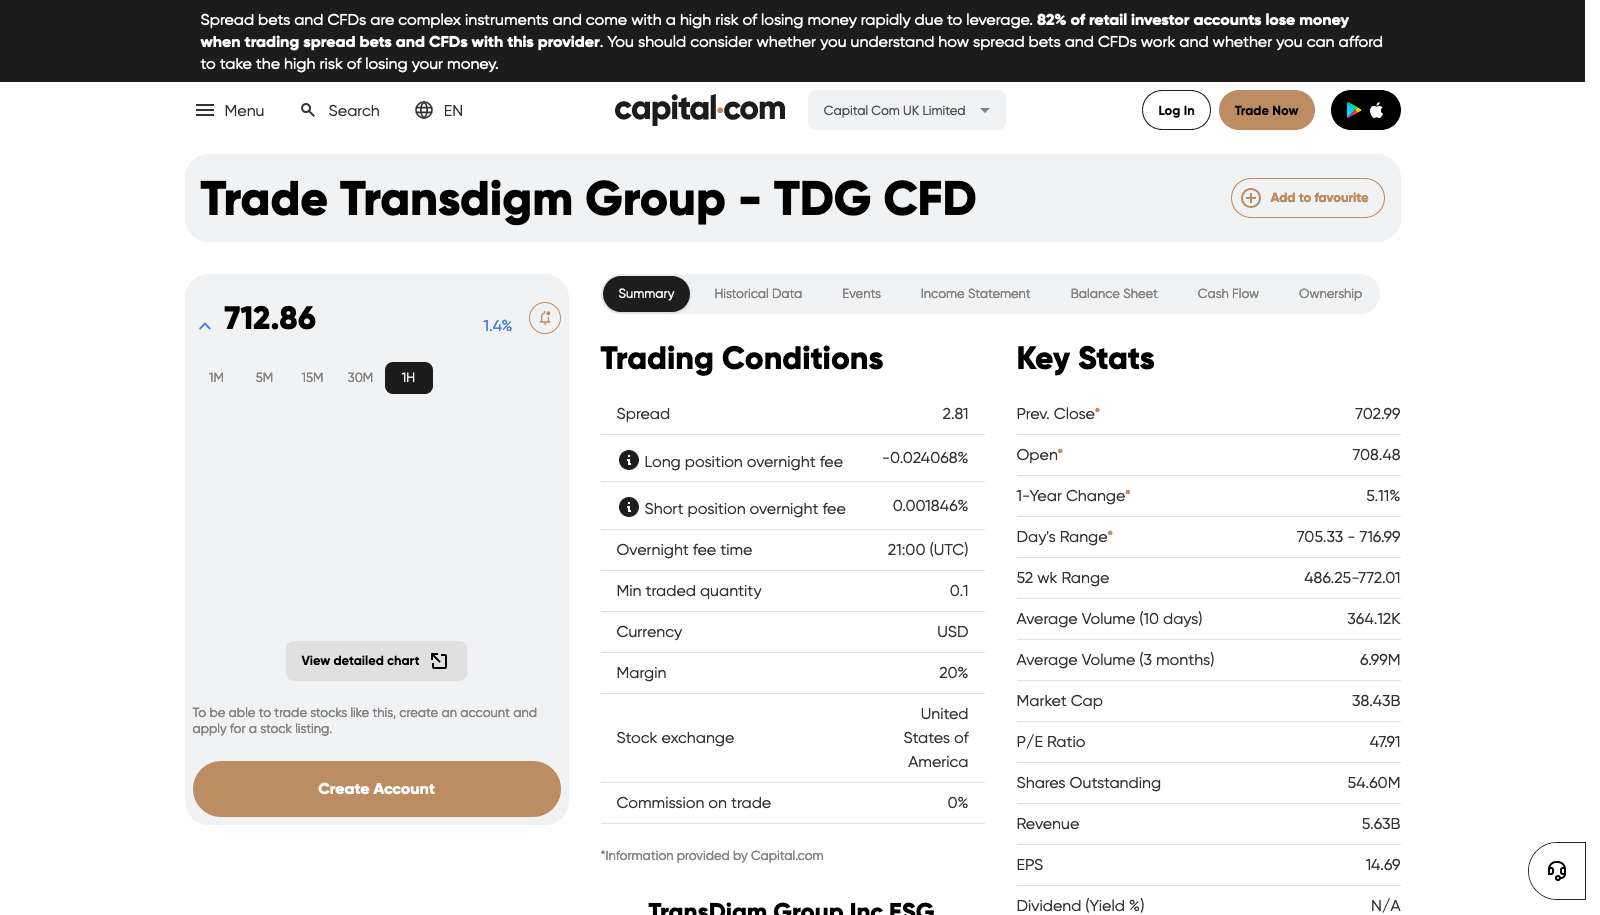 Spread bets and CFDs are complex instruments and come with a high risk of losing money rapidly due to leverage. 82% of retail investor accounts lose money
when trading spread bets and CFDs with this provider. You should consider whether you understand how spread bets and CFDs work and whether you can afford
to take the high risk of losing your money.
Menu
Search
EN
capital.com
Capital Com UK Limited
Log In
Trade Now
Trade Transdigm Group - TDG CFD
Add to favourite
712.86
1.4%
1M 5M 15M 30M 1H
View detailed chart
To be able to trade stocks like this, create an account and
apply for a stock listing.
Create Account
Summary Historical Data Events Income Statement Balance Sheet Cash Flow Ownership
Trading Conditions
Spread 2.81
Long position overnight fee -0.024068%
Short position overnight fee 0.001846%
Overnight fee time 21:00 (UTC)
Min traded quantity 0.1
Currency USD
Margin 20%
Stock exchange United
States of
America
Commission on trade 0%
*Information provided by Capital.com
TransDigm Group Inc ESG
Key Stats
Prev. Close* 702.99
Open* 708.48
1-Year Change* 5.11%
Day's Range* 705.33 - 716.99
52 wk Range 486.25-772.01
Average Volume (10 days) 364.12K
Average Volume (3 months) 6.99M
Market Cap 38.43B
P/E Ratio 47.91
Shares Outstanding 54.60M
Revenue 5.63B
EPS 14.69
Dividend (Yield %) N/A